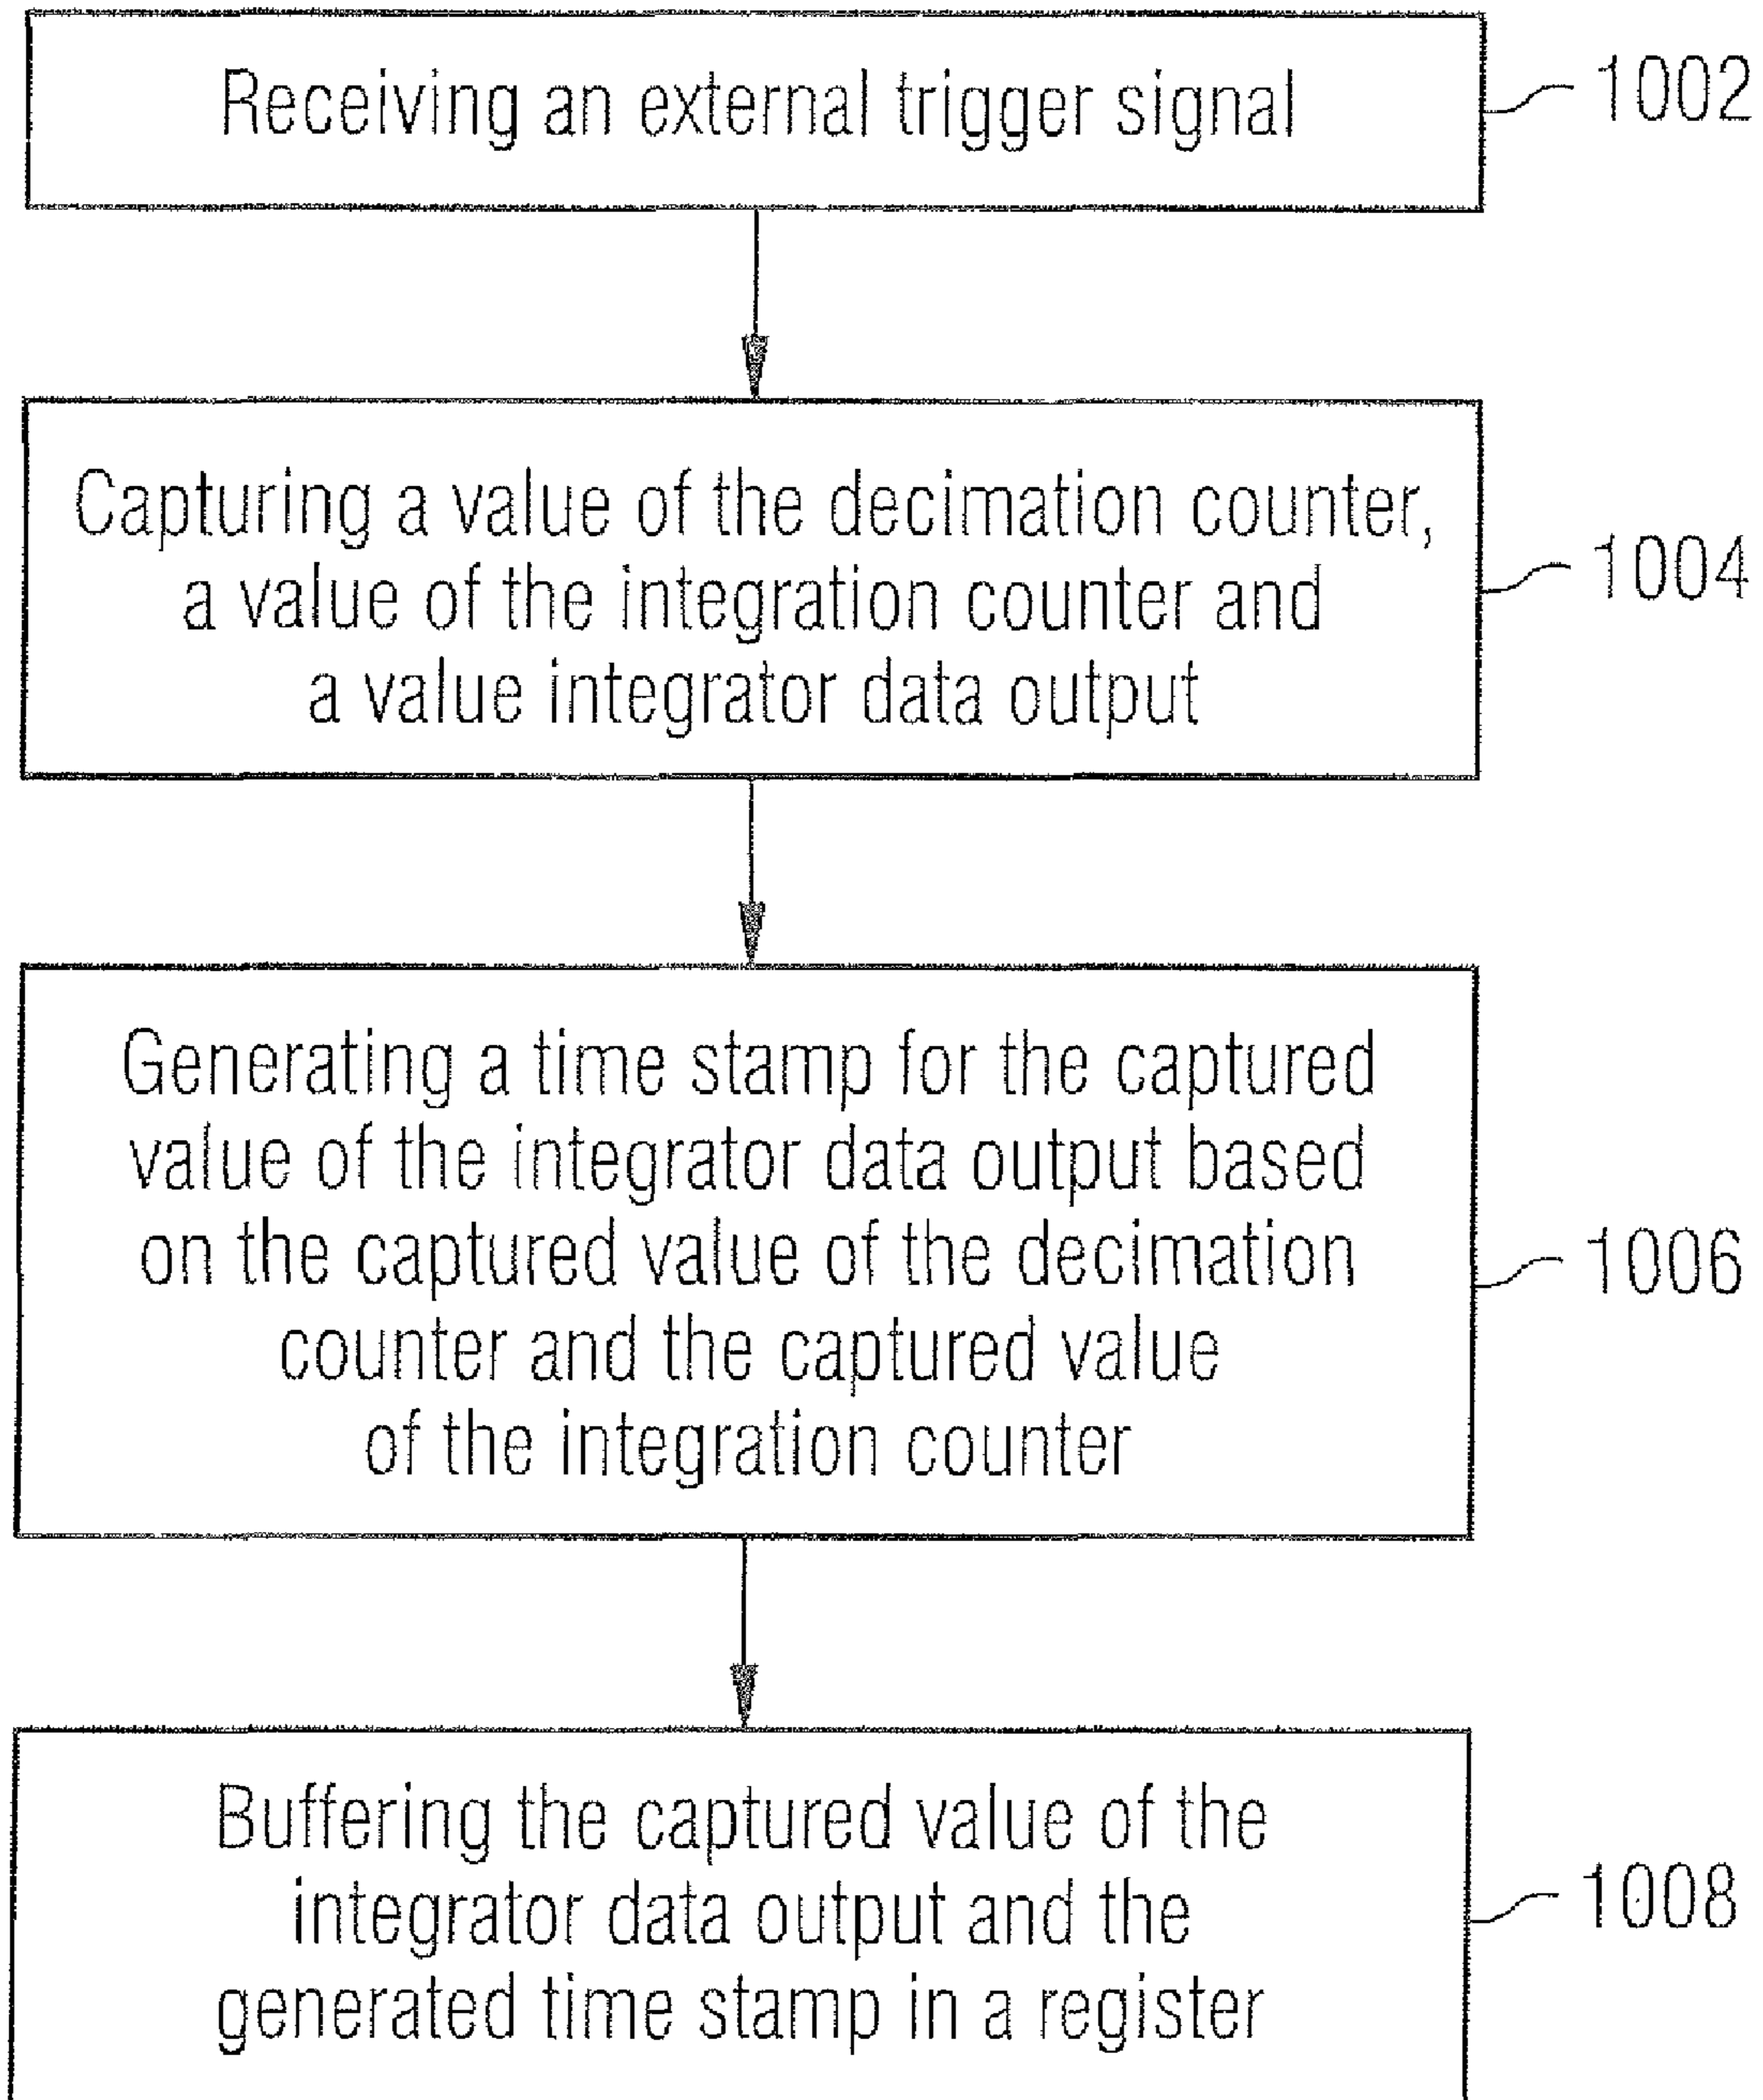 Receiving an external trigger signal
1002
Capturing a value of the decimation counter,
a value of the integration counter and
a value integrator data output
1004
Generating a time stamp for the captured
value of the integrator data output based
on the captured value of the decimation
counter and the captured value
of the integration counter
1006
Buffering the captured value of the
integrator data output and the
generated time stamp in a register
1008